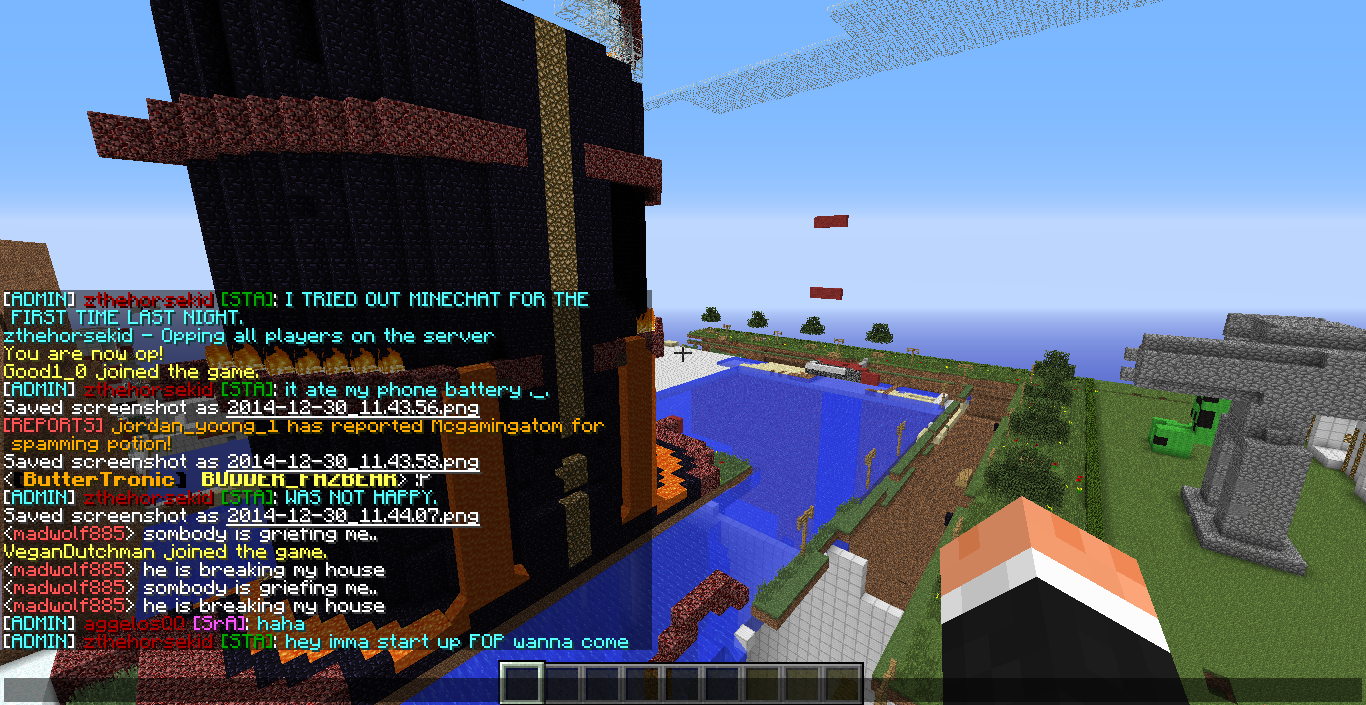 [ADMIN] zthehorsekid [STA]: I TRIED OUT MINECHAT FOR THE
FIRST TIME LAST NIGHT.
zthehorsekid - Opping all players on the server
You are now op!
Good1_0 joined the game.
[ADMIN] zthehorsekid [STA]: it ate my phone battery ._.
Saved screenshot as 2014-12-30_11.43.56.png
[REPORTS] jordan_yoong_1 has reported Mcgamingatom for
spamming potion!
Saved screenshot as 2014-12-30_11.43.58.png
< ButterTronic BUDDER_FAZBEAR> :P
[ADMIN] zthehorsekid [STA]: WAS NOT HAPPY.
Saved screenshot as 2014-12-30_11.44.07.png
<madwolf885> sombody is griefing me..
VeganDutchman joined the game.
<madwolf885> he is breaking my house
<madwolf885> sombody is griefing me..
<madwolf885> he is breaking my house
[ADMIN] aggelosQQ [SrA]: haha
[ADMIN] zthehorsekid [STA]: hey imma start up FOP wanna come